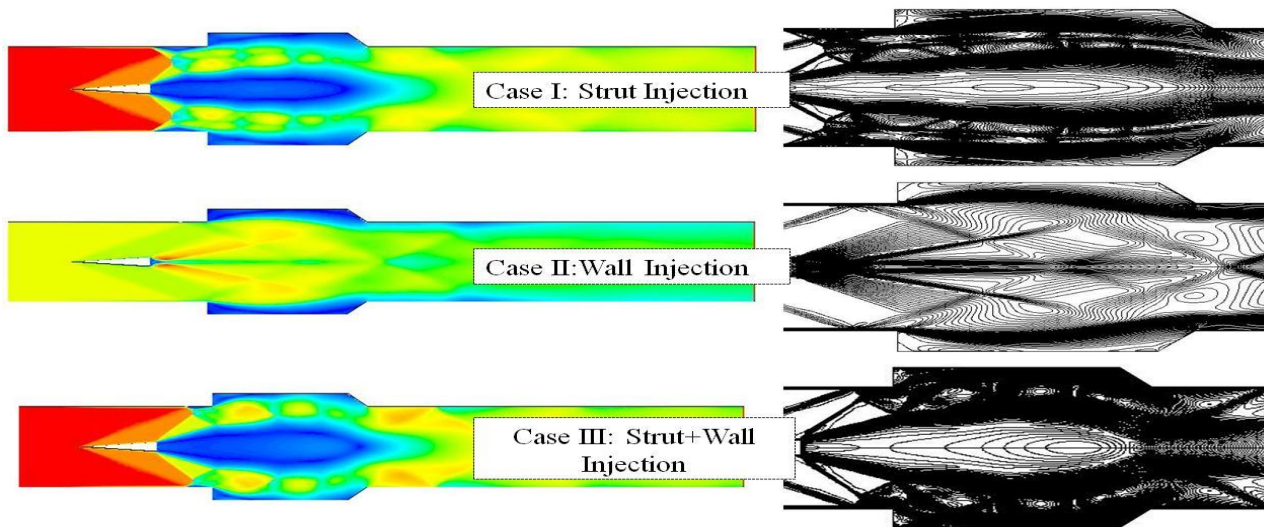 Case I: Strut Injection
Case II:Wall Injection
Case III: Strut+Wall
Injection